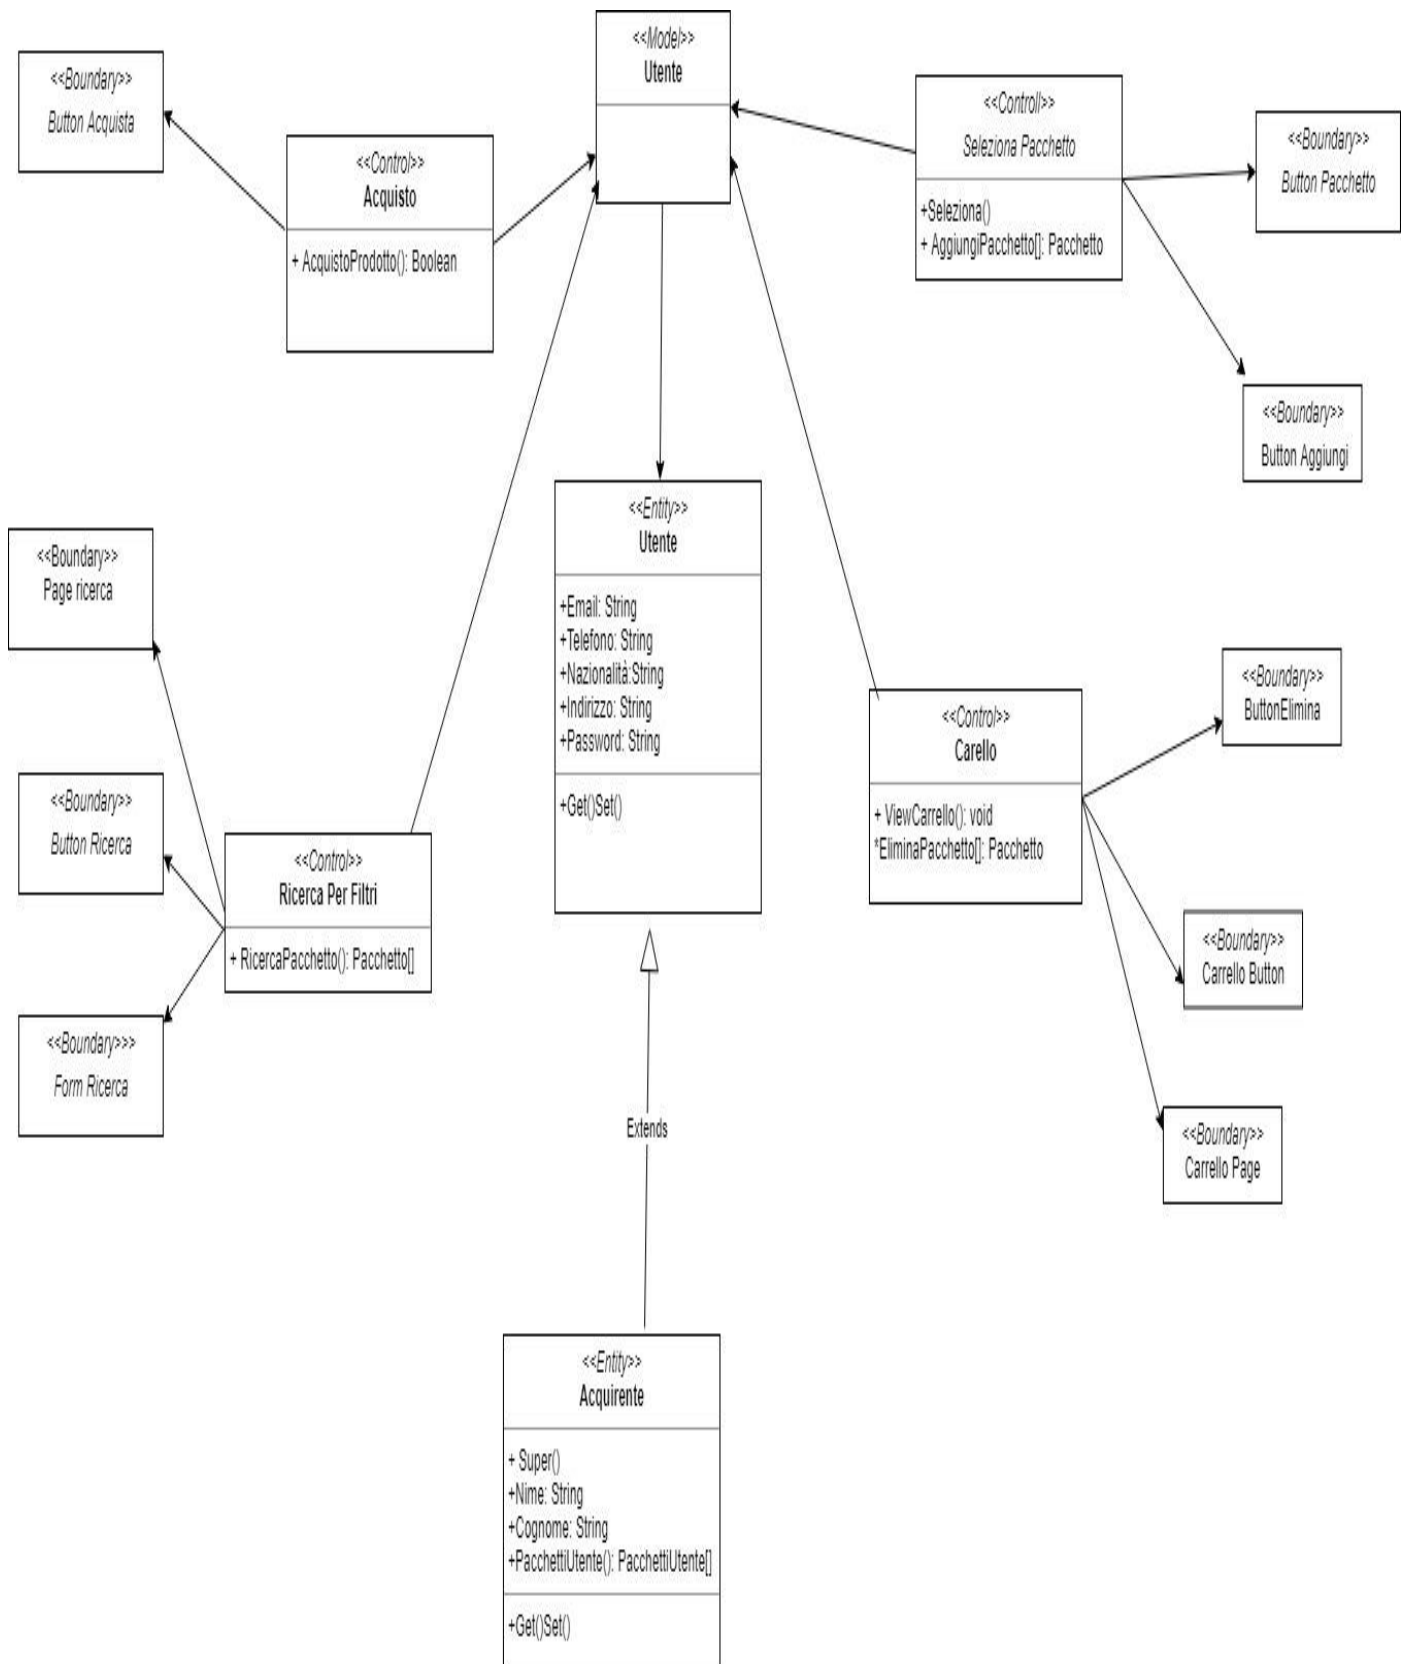 <<Model>>
Utente
<<Boundary>>
Button Acquista
<<Control>>
Acquisto
+ AcquistoProdotto(): Boolean
<<Controll>>
Seleziona Pacchetto
+Seleziona()
+ AggiungiPacchetto[]: Pacchetto
<<Boundary>>
Button Pacchetto
<<Boundary>>
Button Aggiungi
<<Entity>>
Utente
+Email: String
+Telefono: String
+Nazionalità:String
+Indirizzo: String
+Password: String
+Get()Set()
<<Boundary>>
Page ricerca
<<Boundary>>
Button Ricerca
<<Boundary>>>
Form Ricerca
<<Control>>
Ricerca Per Filtri
+ RicercaPacchetto(): Pacchetto[]
<<Control>>
Carello
+ ViewCarrello(): void
*EliminaPacchetto[]: Pacchetto
<<Boundary>>
ButtonElimina
<<Boundary>>
Carrello Button
<<Boundary>>
Carrello Page
Extends
<<Entity>>
Acquirente
+ Super()
+Nime: String
+Cognome: String
+PacchettiUtente(): PacchettiUtente[]
+Get()Set()